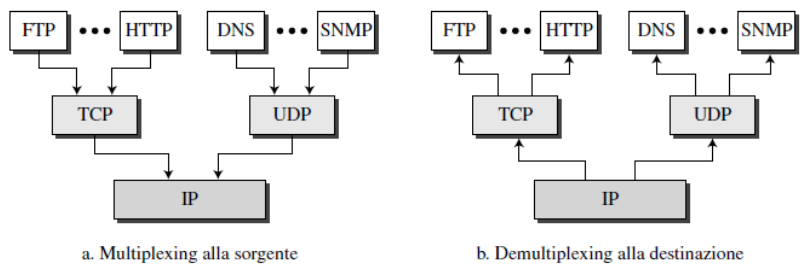 FTP ••• HTTP DNS ••• SNMP FTP ••• HTTP DNS ••• SNMP
TCP UDP TCP UDP
IP IP
a. Multiplexing alla sorgente b. Demultiplexing alla destinazione